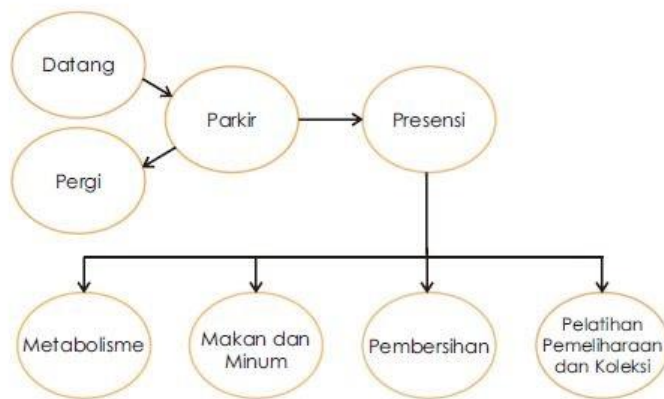 Datang
Parkir
Presensi
Pergi
Metabolisme
Makan dan
Minum
Pembersihan
Pelatihan
Pemeliharaan
dan Koleksi